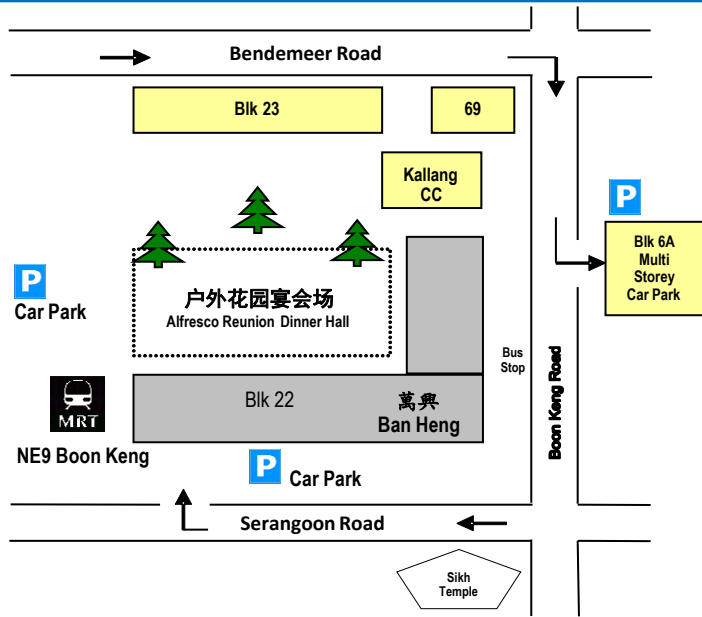 Bendemeer Road
Blk 23
69
Kallang
CC
P
Blk 6A
Multi
Storey
Car Park
P
Car Park
户外花园宴会场
Alfresco Reunion Dinner Hall
Bus
Stop
Boon Keng Road
MRT
NE9 Boon Keng
Blk 22
萬興
Ban Heng
P
Car Park
Serangoon Road
Sikh
Temple